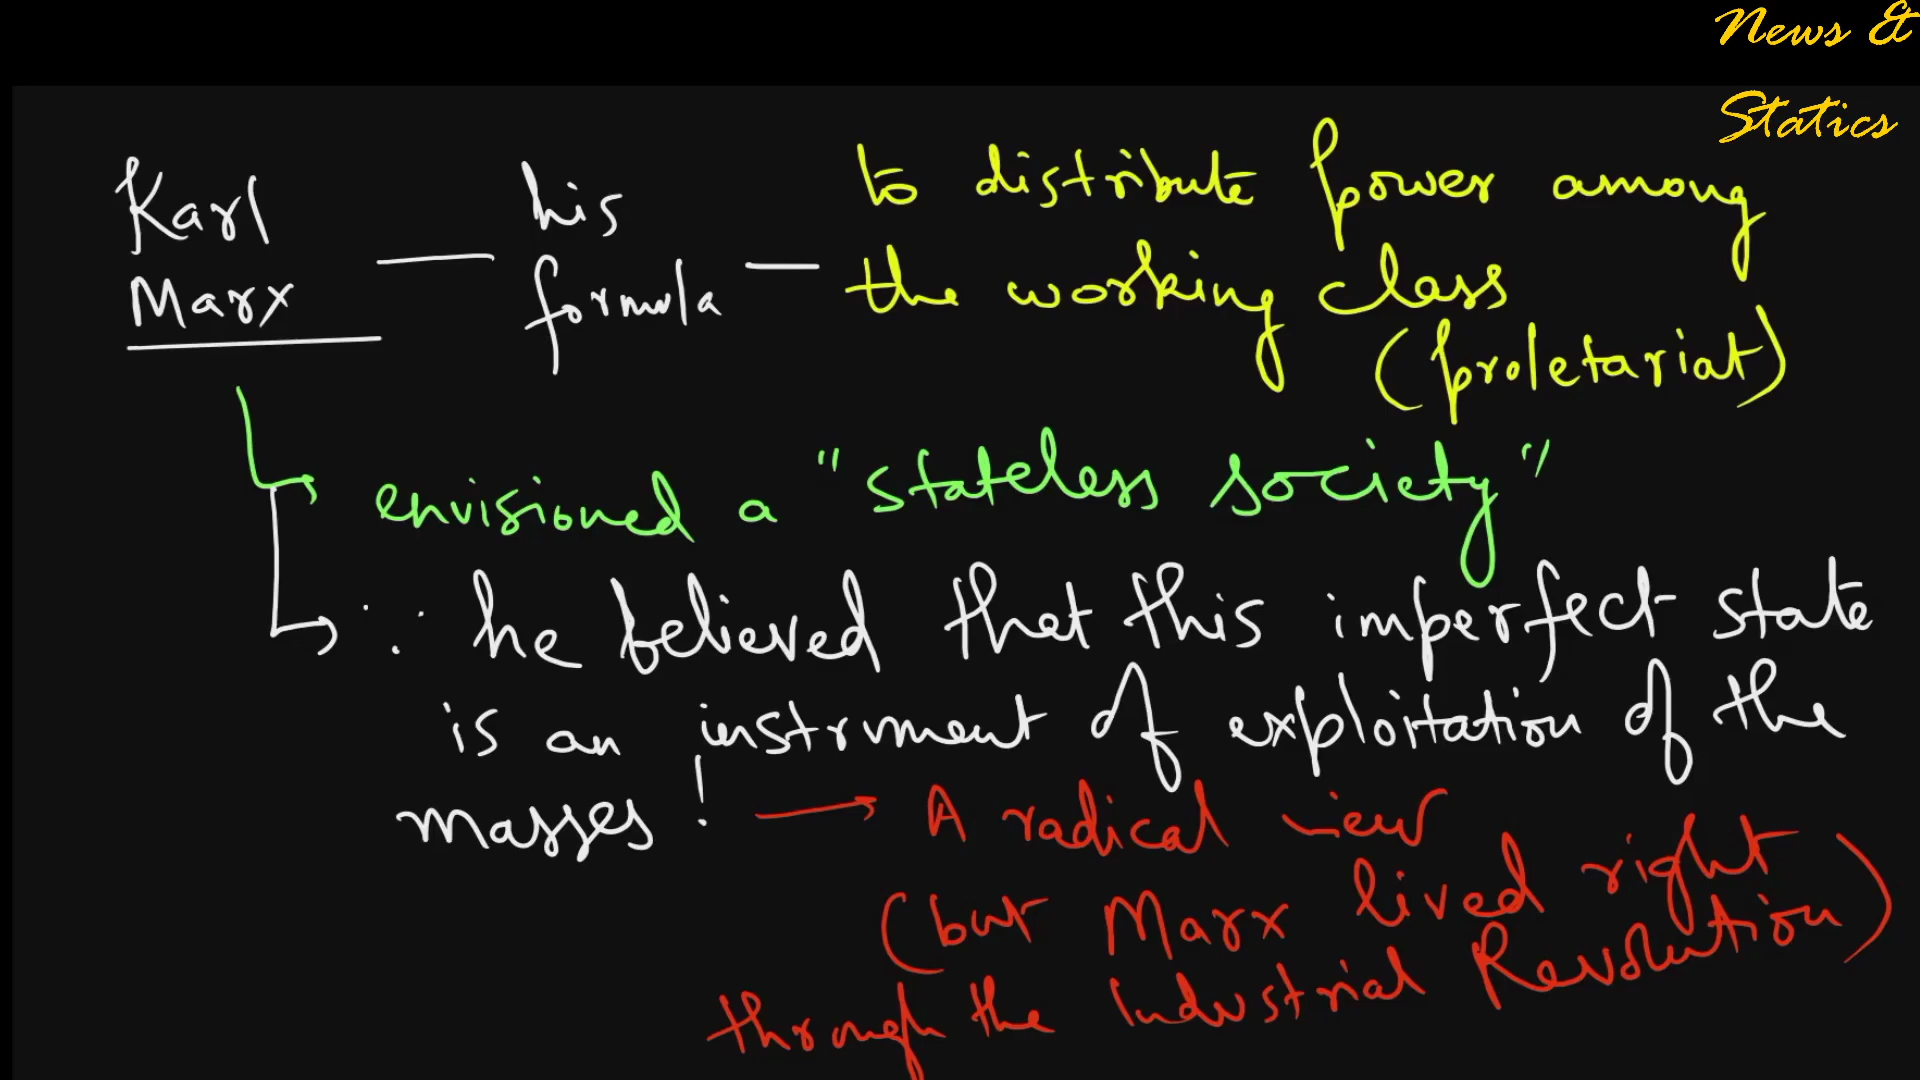 News &
Statics
Karl
Marx
— his
formula
— to distribute power among
the working class
(proletariat)
envisioned a "stateless society"
∵ he believed that this imperfect state
is an instrument of exploitation of the
masses! → A radical view
(but Marx lived right
through the Industrial Revolution)